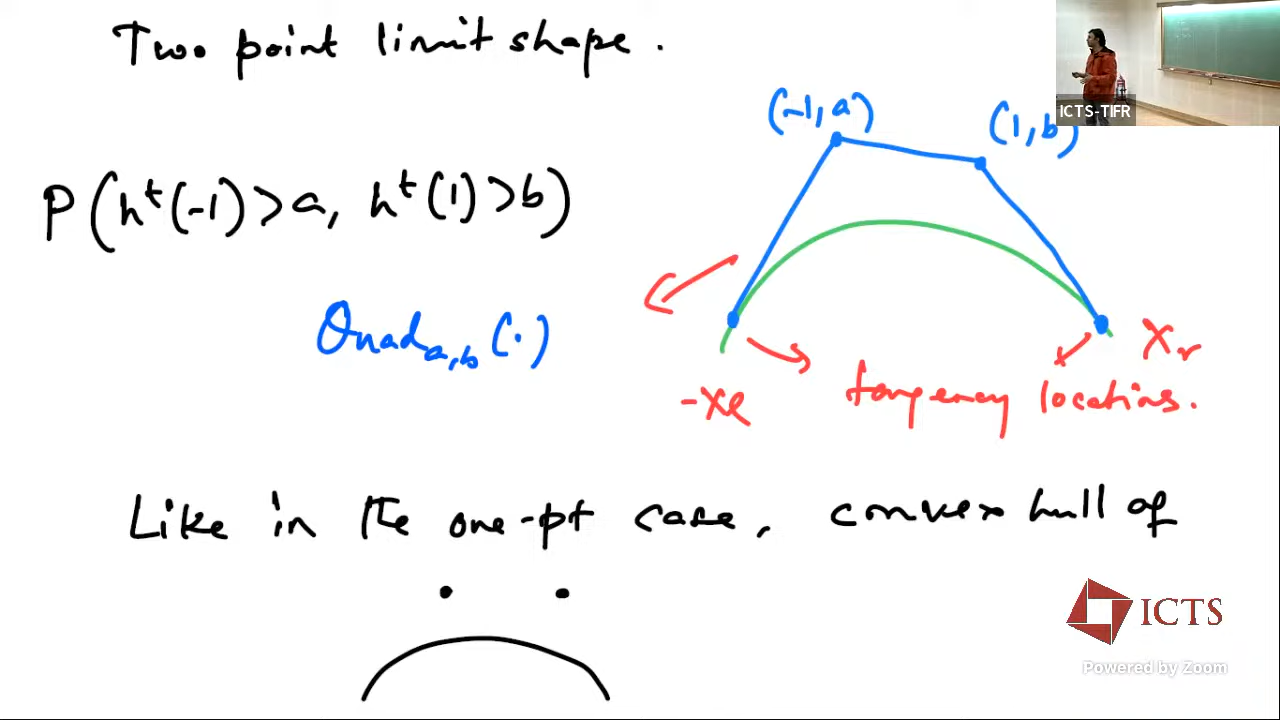 Two point limit shape.
(-1, a)
(1, b)
ICTS-TIFR
P(h^t(-1) > a, h^t(1) > b)
Quad_{a,b}(·)
-x_l
x_r
tangency locations.
Like in the one-pt case, convex hull of
ICTS
Powered by Zoom